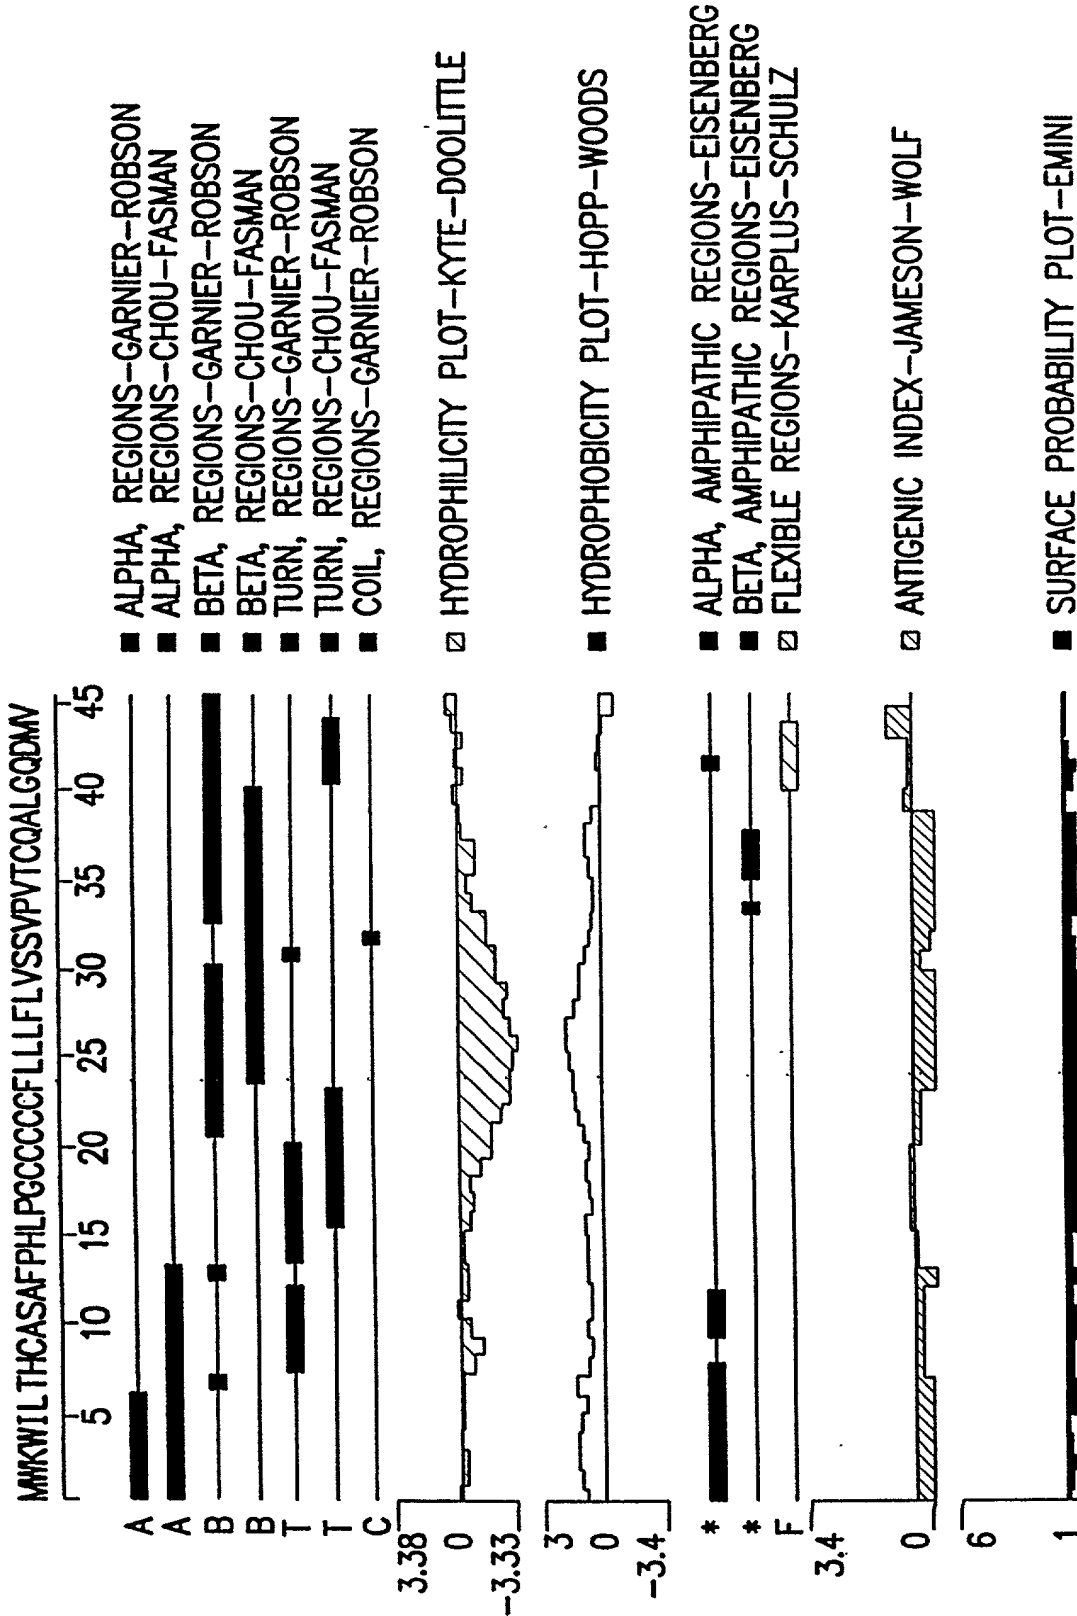 MWKWILTHCASAFPHLPGCCCCCFLLLFLVSSVPVTCQALGQDMV
5 10 15 20 25 30 35 40 45
A ■ ALPHA, REGIONS-GARNIER-ROBSON
A ■ ALPHA, REGIONS-CHOU-FASMAN
B ■ BETA, REGIONS-GARNIER-ROBSON
B ■ BETA, REGIONS-CHOU-FASMAN
T ■ TURN, REGIONS-GARNIER-ROBSON
T ■ TURN, REGIONS-CHOU-FASMAN
C ■ COIL, REGIONS-GARNIER-ROBSON
3.38
0 HYDROPHILICITY PLOT-KYTE-DOOLITTLE
-3.33
3
0 ■ HYDROPHOBICITY PLOT-HOPP-WOODS
-3.4
* ■ ALPHA, AMPHIPATHIC REGIONS-EISENBERG
* ■ BETA, AMPHIPATHIC REGIONS-EISENBERG
F FLEXIBLE REGIONS-KARPLUS-SCHULZ
3.4
0 ANTIGENIC INDEX-JAMESON-WOLF
6
1 ■ SURFACE PROBABILITY PLOT-EMINI